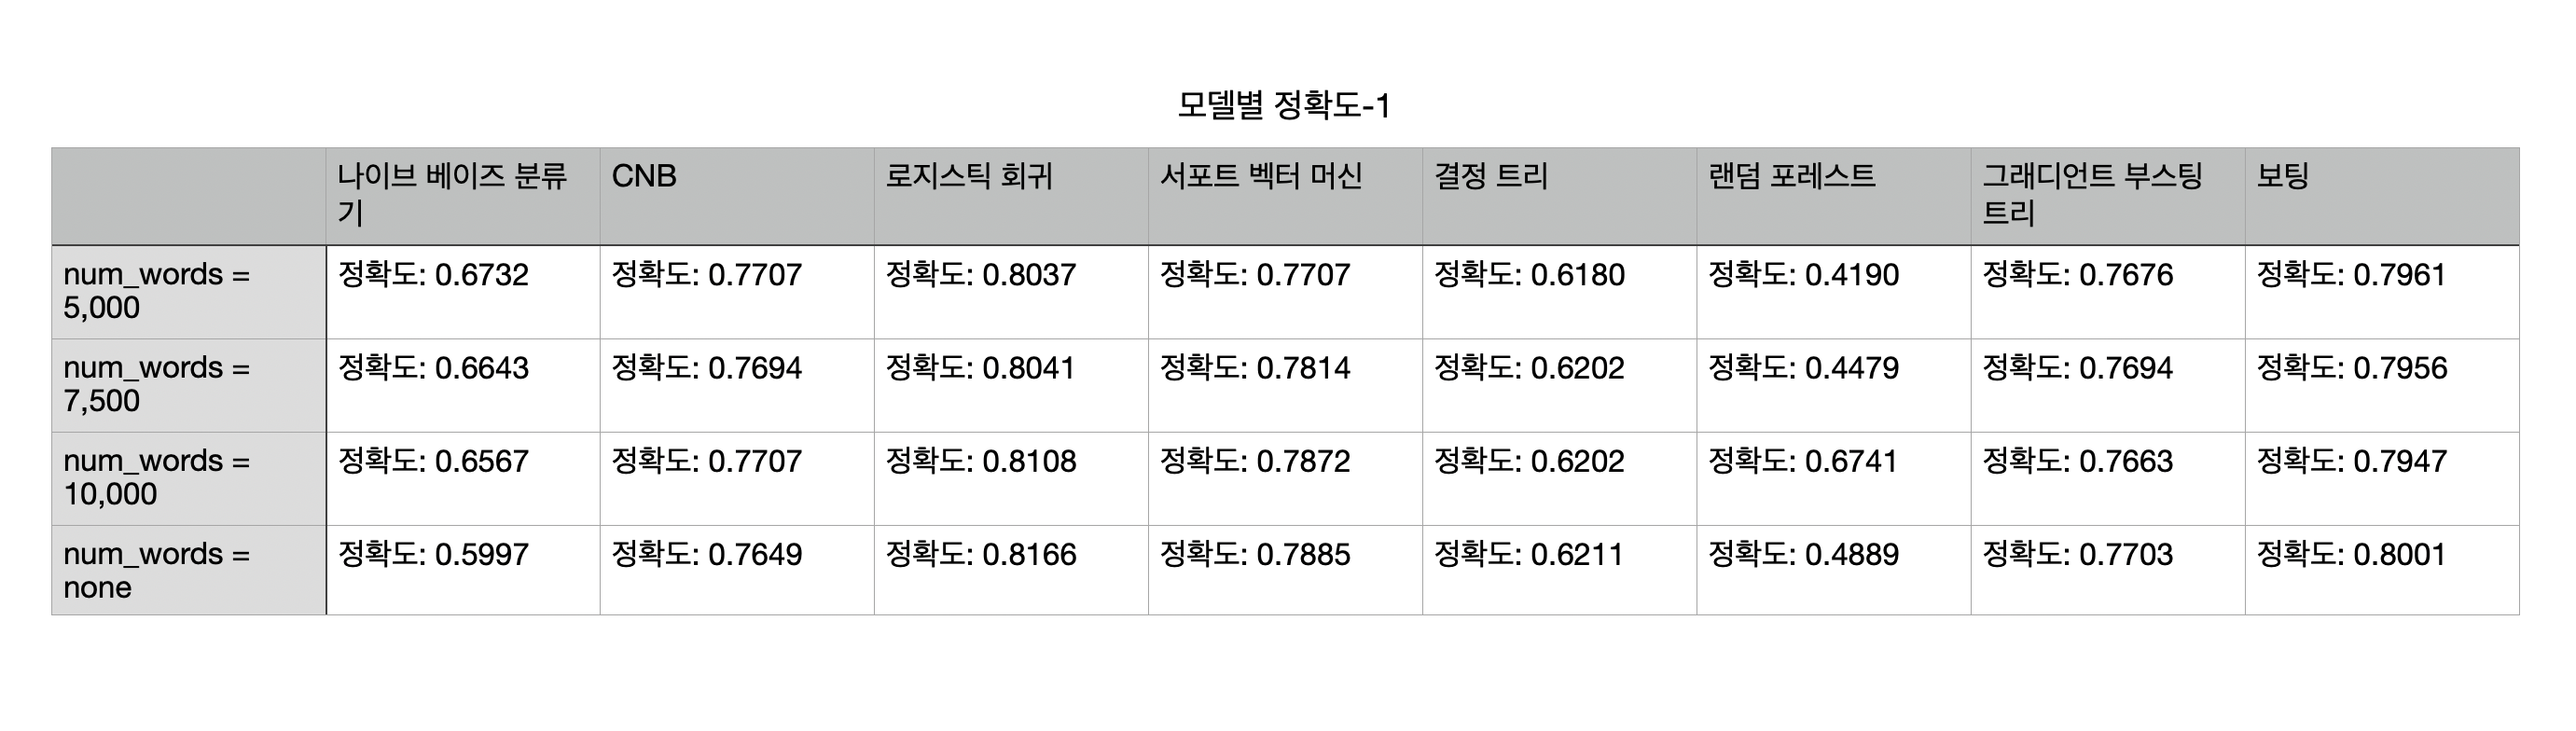 모델별 정확도-1
나이브 베이즈 분류
기
CNB
로지스틱 회귀
서포트 벡터 머신
결정 트리
랜덤 포레스트
그래디언트 부스팅
트리
보팅
num_words =
5,000
정확도: 0.6732
정확도: 0.7707
정확도: 0.8037
정확도: 0.7707
정확도: 0.6180
정확도: 0.4190
정확도: 0.7676
정확도: 0.7961
num_words =
7,500
정확도: 0.6643
정확도: 0.7694
정확도: 0.8041
정확도: 0.7814
정확도: 0.6202
정확도: 0.4479
정확도: 0.7694
정확도: 0.7956
num_words =
10,000
정확도: 0.6567
정확도: 0.7707
정확도: 0.8108
정확도: 0.7872
정확도: 0.6202
정확도: 0.6741
정확도: 0.7663
정확도: 0.7947
num_words =
none
정확도: 0.5997
정확도: 0.7649
정확도: 0.8166
정확도: 0.7885
정확도: 0.6211
정확도: 0.4889
정확도: 0.7703
정확도: 0.8001